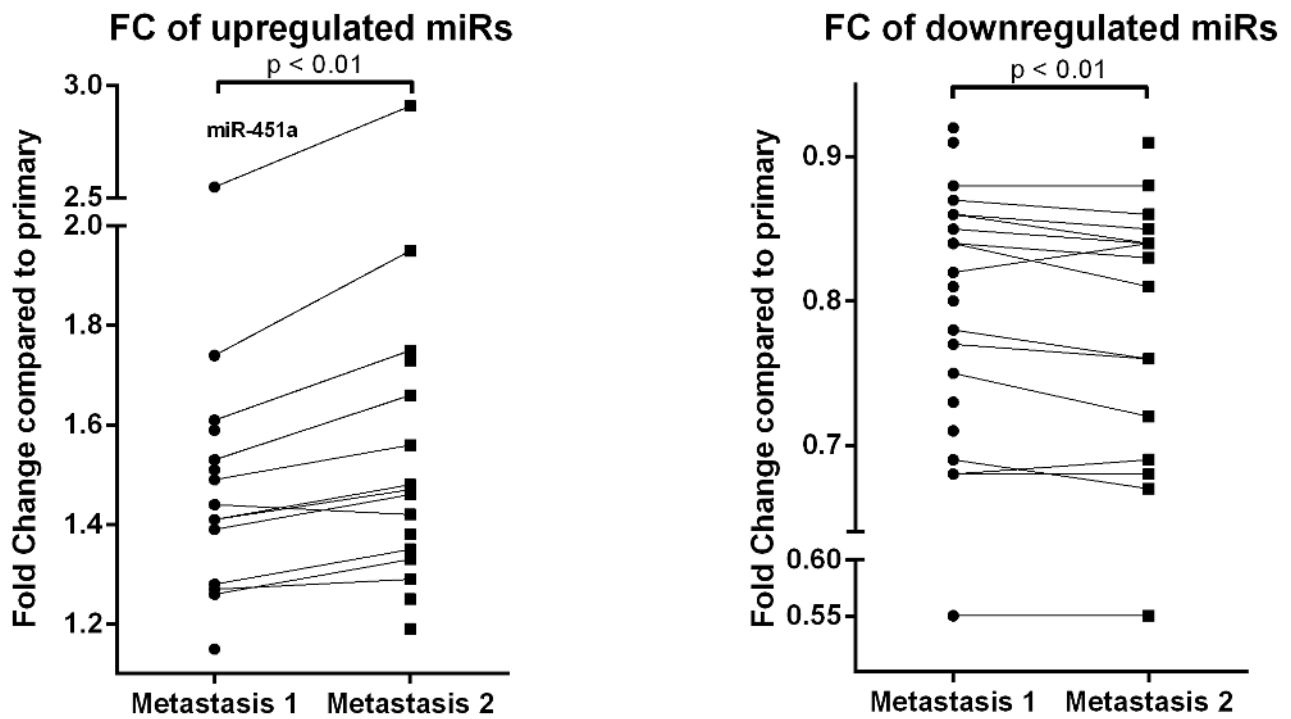 FC of upregulated miRs
p < 0.01
3.0
miR-451a
2.5
2.0
1.8
1.6
1.4
1.2
Fold Change compared to primary
Metastasis 1
Metastasis 2
FC of downregulated miRs
p < 0.01
0.9
0.8
0.7
0.60
0.55
Fold Change compared to primary
Metastasis 1
Metastasis 2